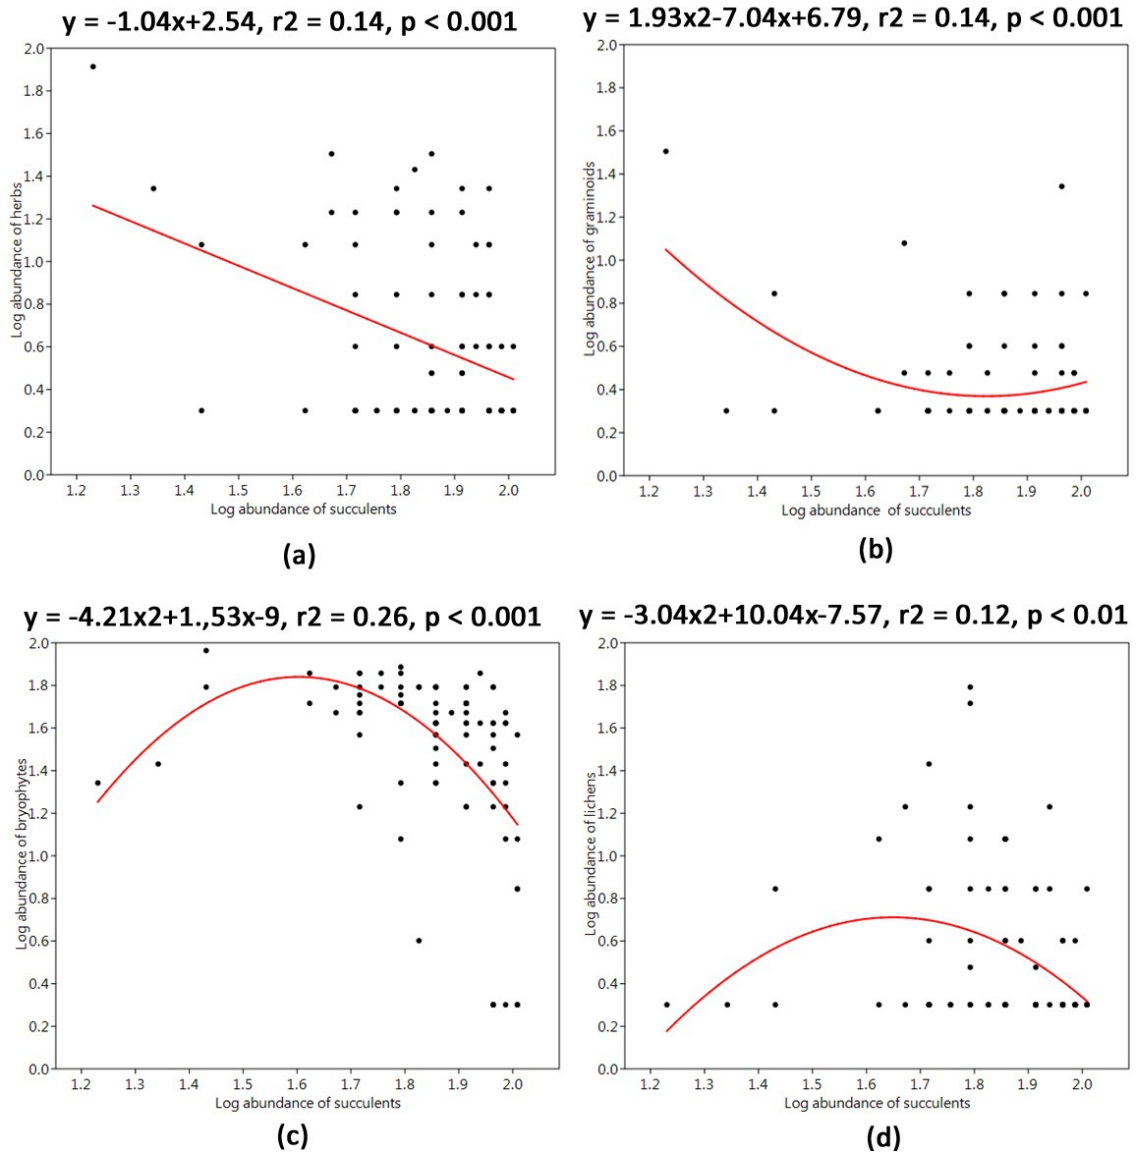 y = -1.04x+2.54, r2 = 0.14, p < 0.001
2.0
1.8
1.6
1.4
1.2
1.0
0.8
0.6
0.4
0.2
0.0
Log abundance of herbs
1.2 1.3 1.4 1.5 1.6 1.7 1.8 1.9 2.0
Log abundance of succulents
(a)
y = 1.93x2-7.04x+6.79, r2 = 0.14, p < 0.001
2.0
1.8
1.6
1.4
1.2
1.0
0.8
0.6
0.4
0.2
0.0
Log abundance of graminoids
1.2 1.3 1.4 1.5 1.6 1.7 1.8 1.9 2.0
Log abundance of succulents
(b)
y = -4.21x2+1.,53x-9, r2 = 0.26, p < 0.001
2.0
1.8
1.6
1.4
1.2
1.0
0.8
0.6
0.4
0.2
0.0
Log abundance of bryophytes
1.2 1.3 1.4 1.5 1.6 1.7 1.8 1.9 2.0
Log abundance of succulents
(c)
y = -3.04x2+10.04x-7.57, r2 = 0.12, p < 0.01
2.0
1.8
1.6
1.4
1.2
1.0
0.8
0.6
0.4
0.2
0.0
Log abundance of lichens
1.2 1.3 1.4 1.5 1.6 1.7 1.8 1.9 2.0
Log abundance of succulents
(d)